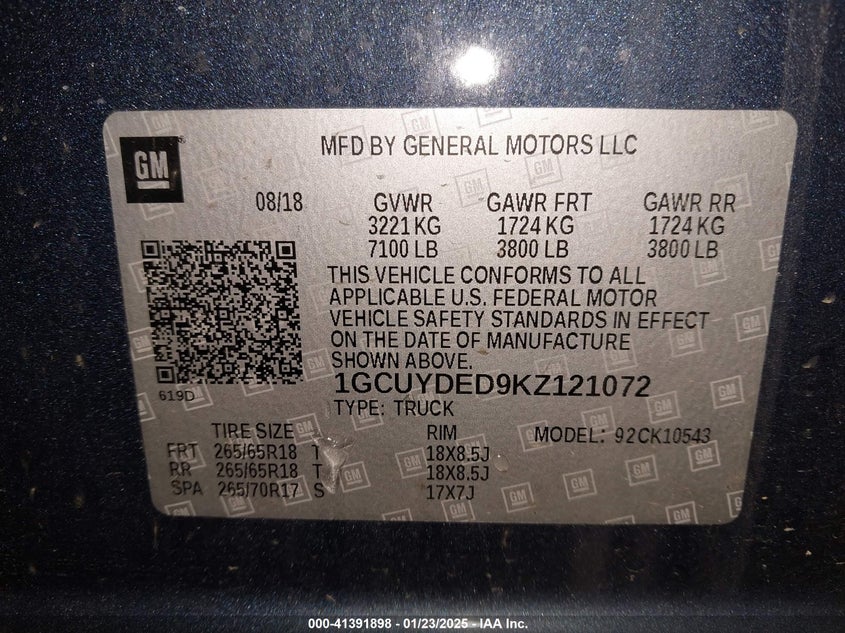 GM
MFD BY GENERAL MOTORS LLC
08/18 GVWR GAWR FRT GAWR RR
3221 KG 1724 KG 1724 KG
7100 LB 3800 LB 3800 LB
THIS VEHICLE CONFORMS TO ALL
APPLICABLE U.S. FEDERAL MOTOR
VEHICLE SAFETY STANDARDS IN EFFECT
ON THE DATE OF MANUFACTURE
SHOWN ABOVE.
619D
1GCUYDED9KZ121072
TYPE: TRUCK
TIRE SIZE RIM MODEL: 92CK10543
FRT 265/65R18 T 18X8.5J
RR 265/65R18 T 18X8.5J
SPA 265/70R17 S 17X7J
000-41391898 - 01/23/2025 - IAA Inc.